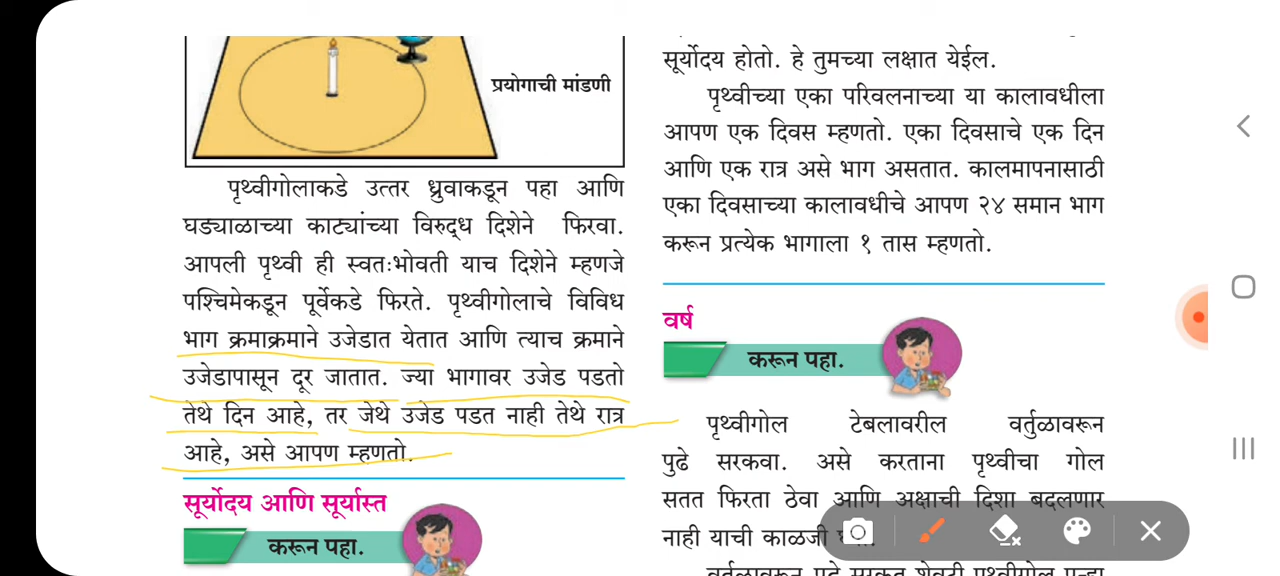 प्रयोगाची मांडणी
पृथ्वीगोलाकडे उत्तर ध्रुवाकडून पहा आणि
घड्याळाच्या काट्यांच्या विरुद्ध दिशेने फिरवा.
आपली पृथ्वी ही स्वतःभोवती याच दिशेने म्हणजे
पश्चिमेकडून पूर्वेकडे फिरते. पृथ्वीगोलाचे विविध
भाग क्रमाक्रमाने उजेडात येतात आणि त्याच क्रमाने
उजेडापासून दूर जातात. ज्या भागावर उजेड पडतो
तेथे दिन आहे, तर जेथे उजेड पडत नाही तेथे रात्र
आहे, असे आपण म्हणतो.
सूर्योदय आणि सूर्यास्त
करून पहा.
सूर्योदय होतो. हे तुमच्या लक्षात येईल.
पृथ्वीच्या एका परिवलनाच्या या कालावधीला
आपण एक दिवस म्हणतो. एका दिवसाचे एक दिन
आणि एक रात्र असे भाग असतात. कालमापनासाठी
एका दिवसाच्या कालावधीचे आपण २४ समान भाग
करून प्रत्येक भागाला १ तास म्हणतो.
वर्ष
करून पहा.
पृथ्वीगोल टेबलावरील वर्तुळावरून
पुढे सरकवा. असे करताना पृथ्वीचा गोल
सतत फिरता ठेवा आणि अक्षाची दिशा बदलणार
नाही याची काळजी